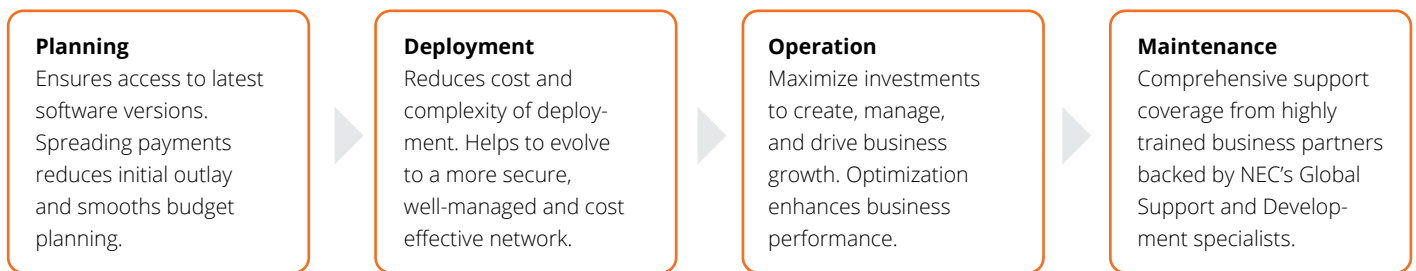 Planning
Ensures access to latest
software versions.
Spreading payments
reduces initial outlay
and smooths budget
planning.
Deployment
Reduces cost and
complexity of deploy-
ment. Helps to evolve
to a more secure,
well-managed and cost
effective network.
Operation
Maximize investments
to create, manage,
and drive business
growth. Optimization
enhances business
performance.
Maintenance
Comprehensive support
coverage from highly
trained business partners
backed by NEC’s Global
Support and Develop-
ment specialists.